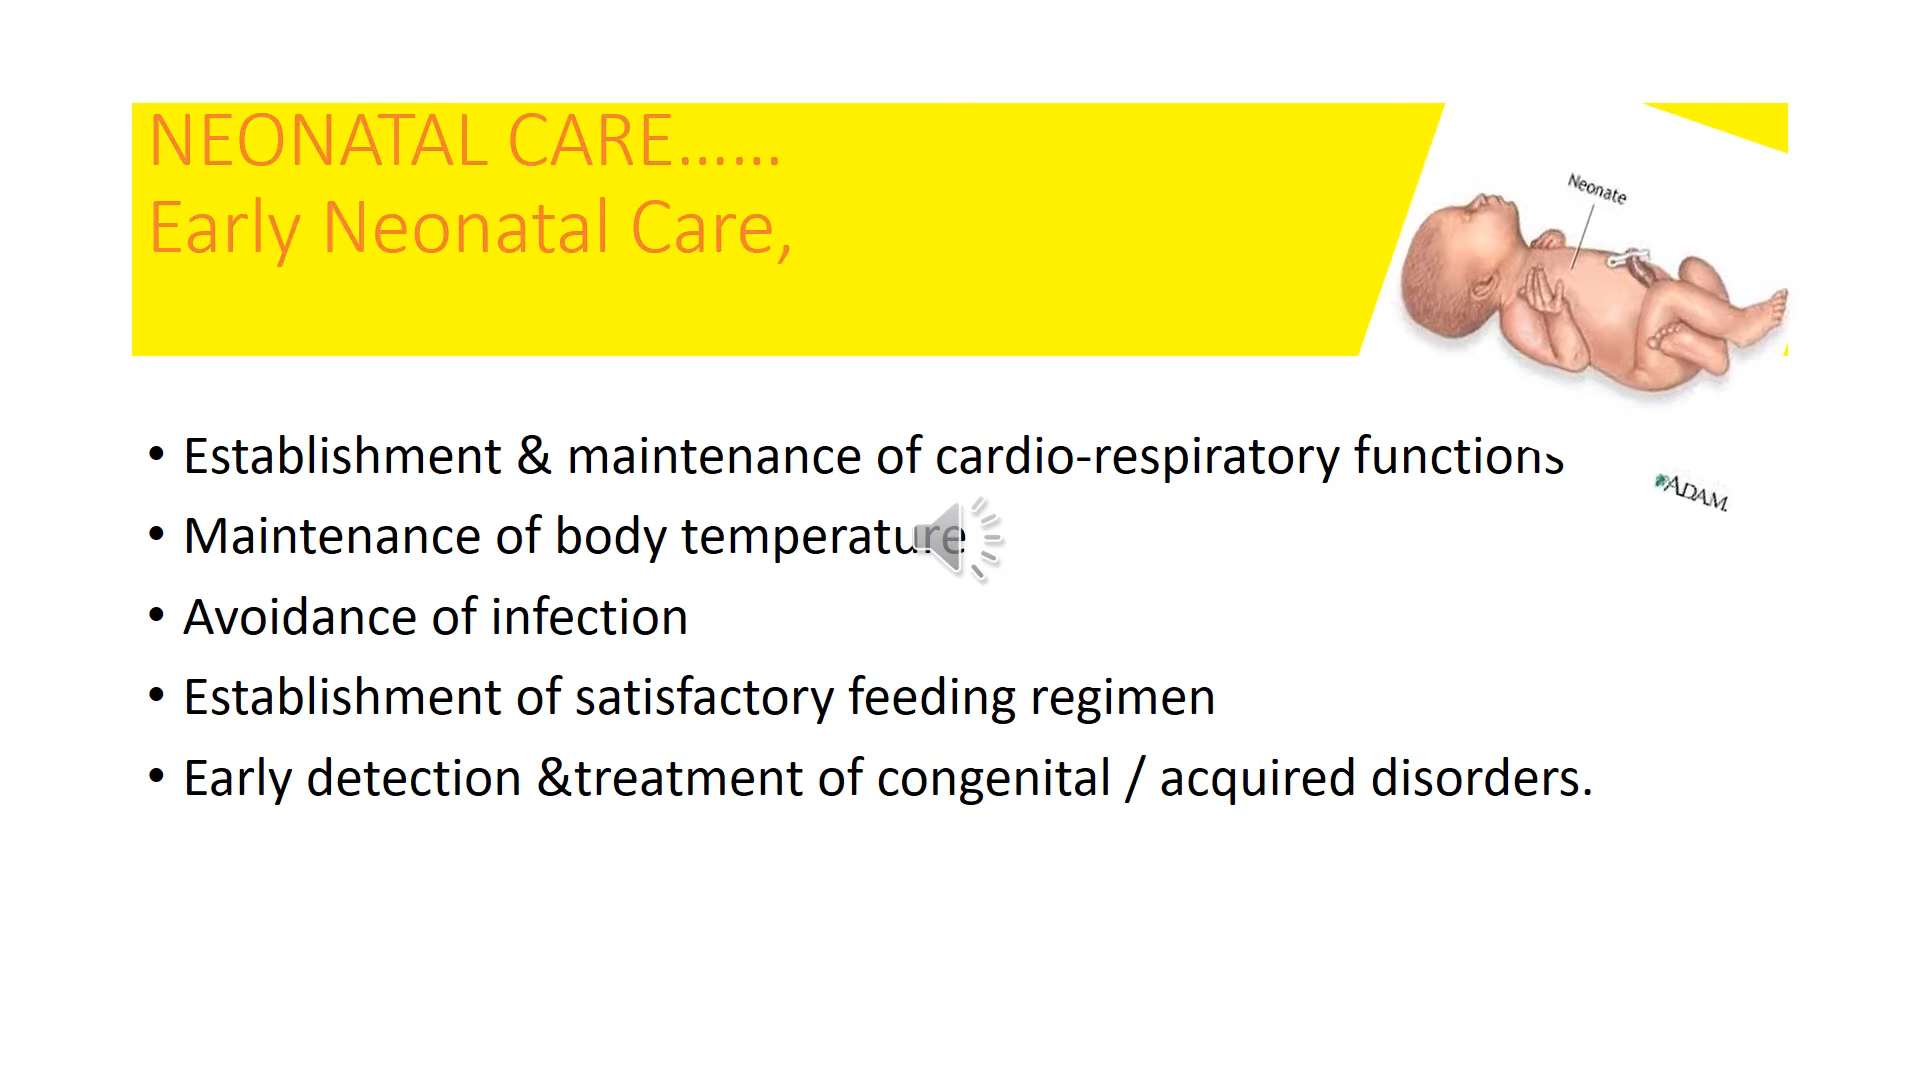 NEONATAL CARE......
Early Neonatal Care,
Neonate
• Establishment & maintenance of cardio-respiratory functions
• Maintenance of body temperature
• Avoidance of infection
• Establishment of satisfactory feeding regimen
• Early detection &treatment of congenital / acquired disorders.
ADAM.